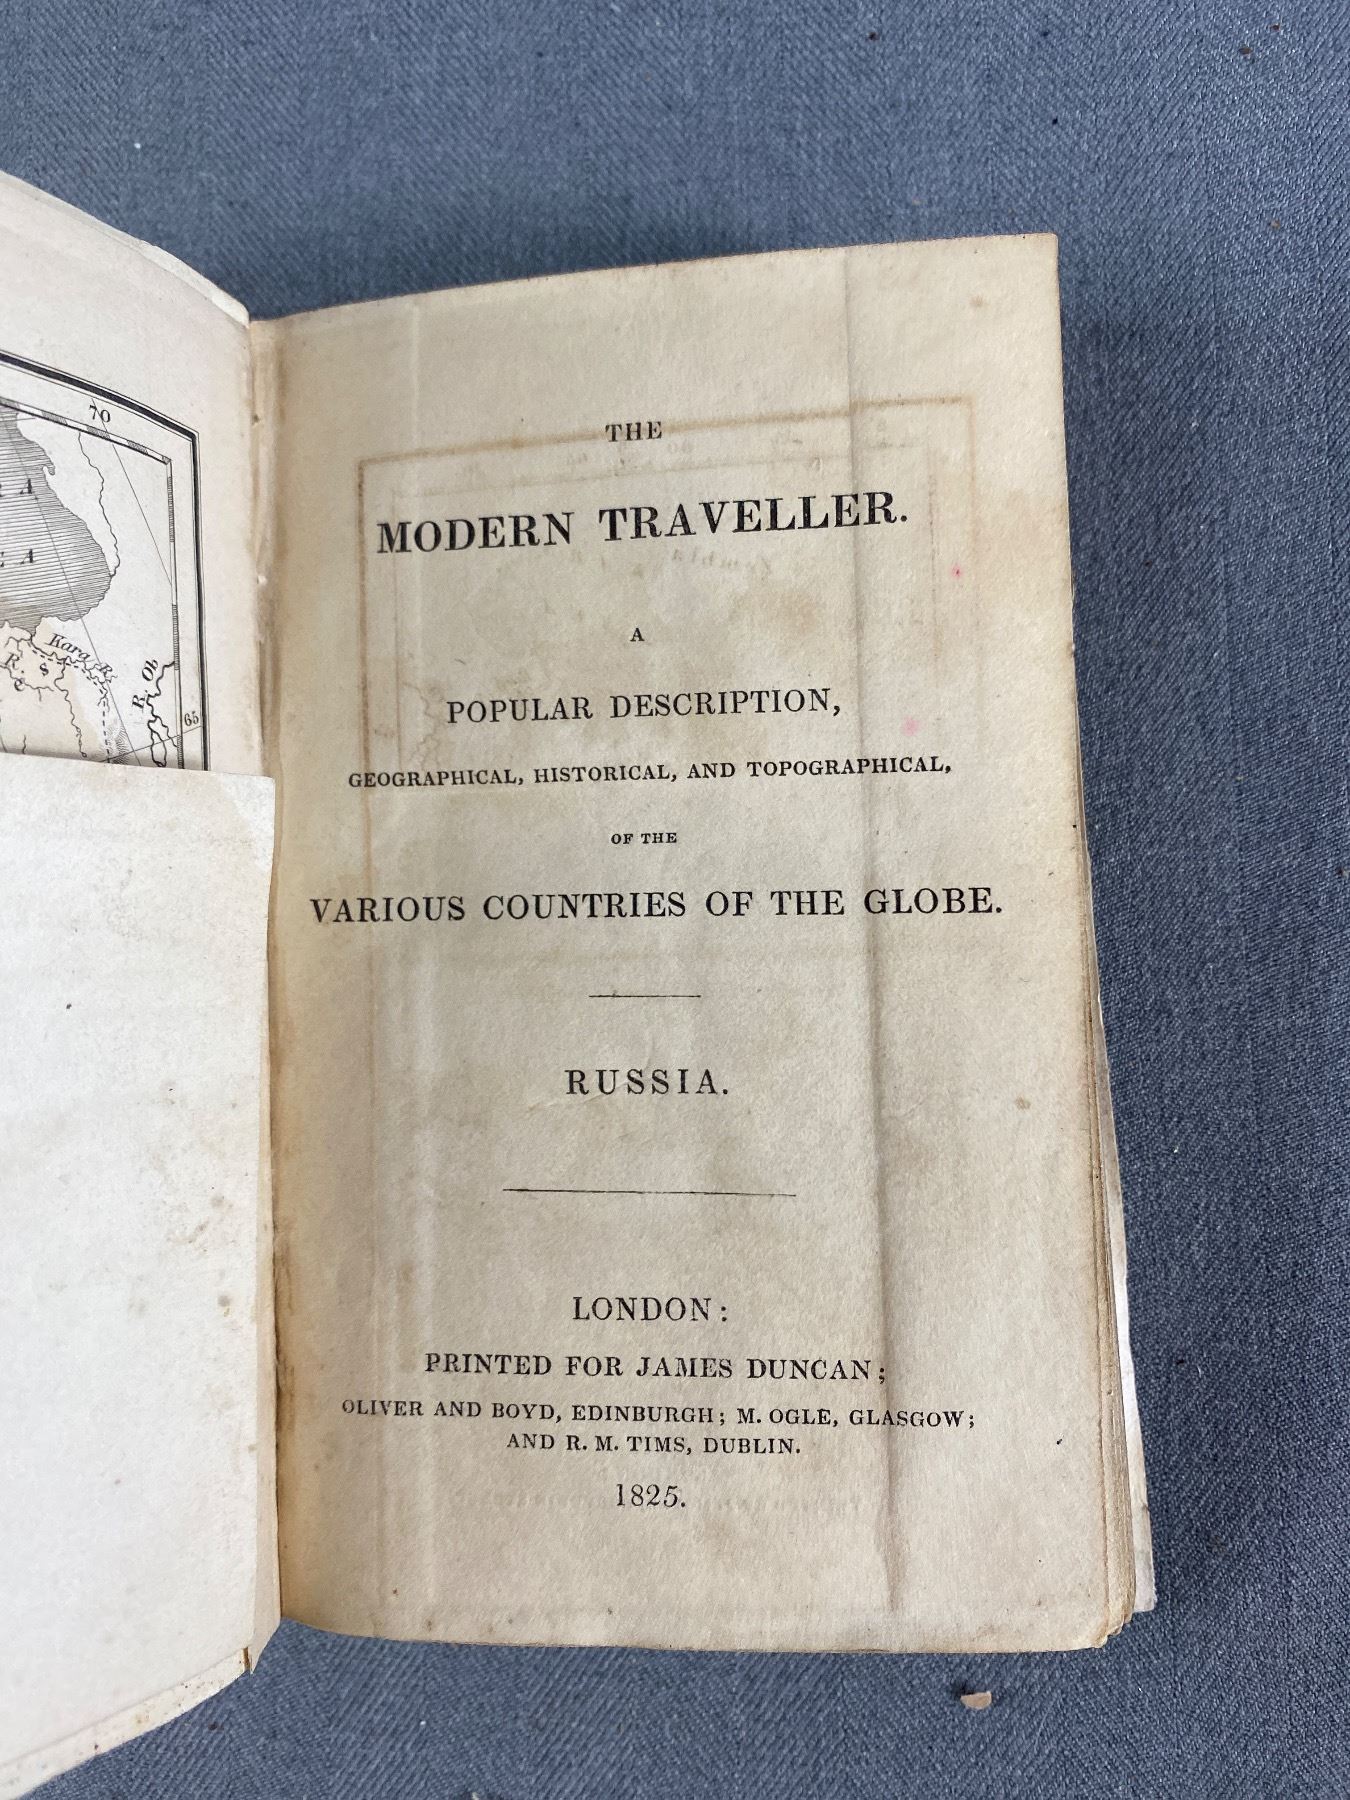 70
A
E A
Kara R.
R.
S
R. Ob
65
THE
MODERN TRAVELLER.
A
POPULAR DESCRIPTION,
GEOGRAPHICAL, HISTORICAL, AND TOPOGRAPHICAL,
OF THE
VARIOUS COUNTRIES OF THE GLOBE.
RUSSIA.
LONDON:
PRINTED FOR JAMES DUNCAN;
OLIVER AND BOYD, EDINBURGH; M. OGLE, GLASGOW;
AND R. M. TIMS, DUBLIN.
1825.